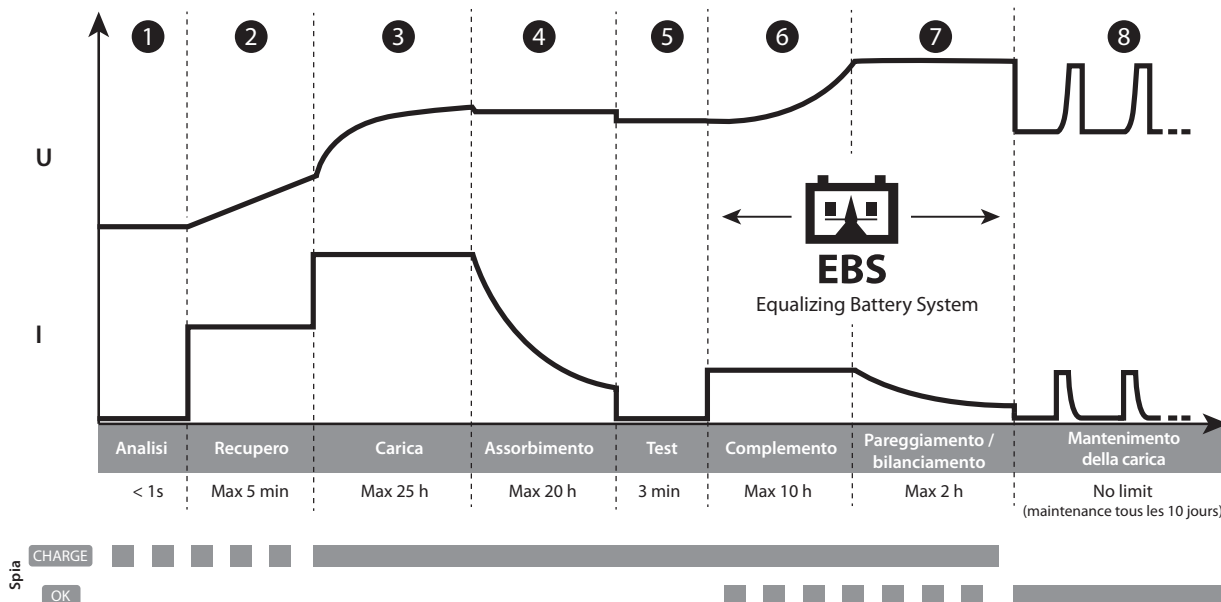 1 2 3 4 5 6 7 8
U
EBS
Equalizing Battery System
I
Analisi Recupero Carica Assorbimento Test Complemento Pareggiamento / bilanciamento Mantenimento della carica
< 1s Max 5 min Max 25 h Max 20 h 3 min Max 10 h Max 2 h No limit
(maintenance tous les 10 jours)
Spia
CHARGE
OK